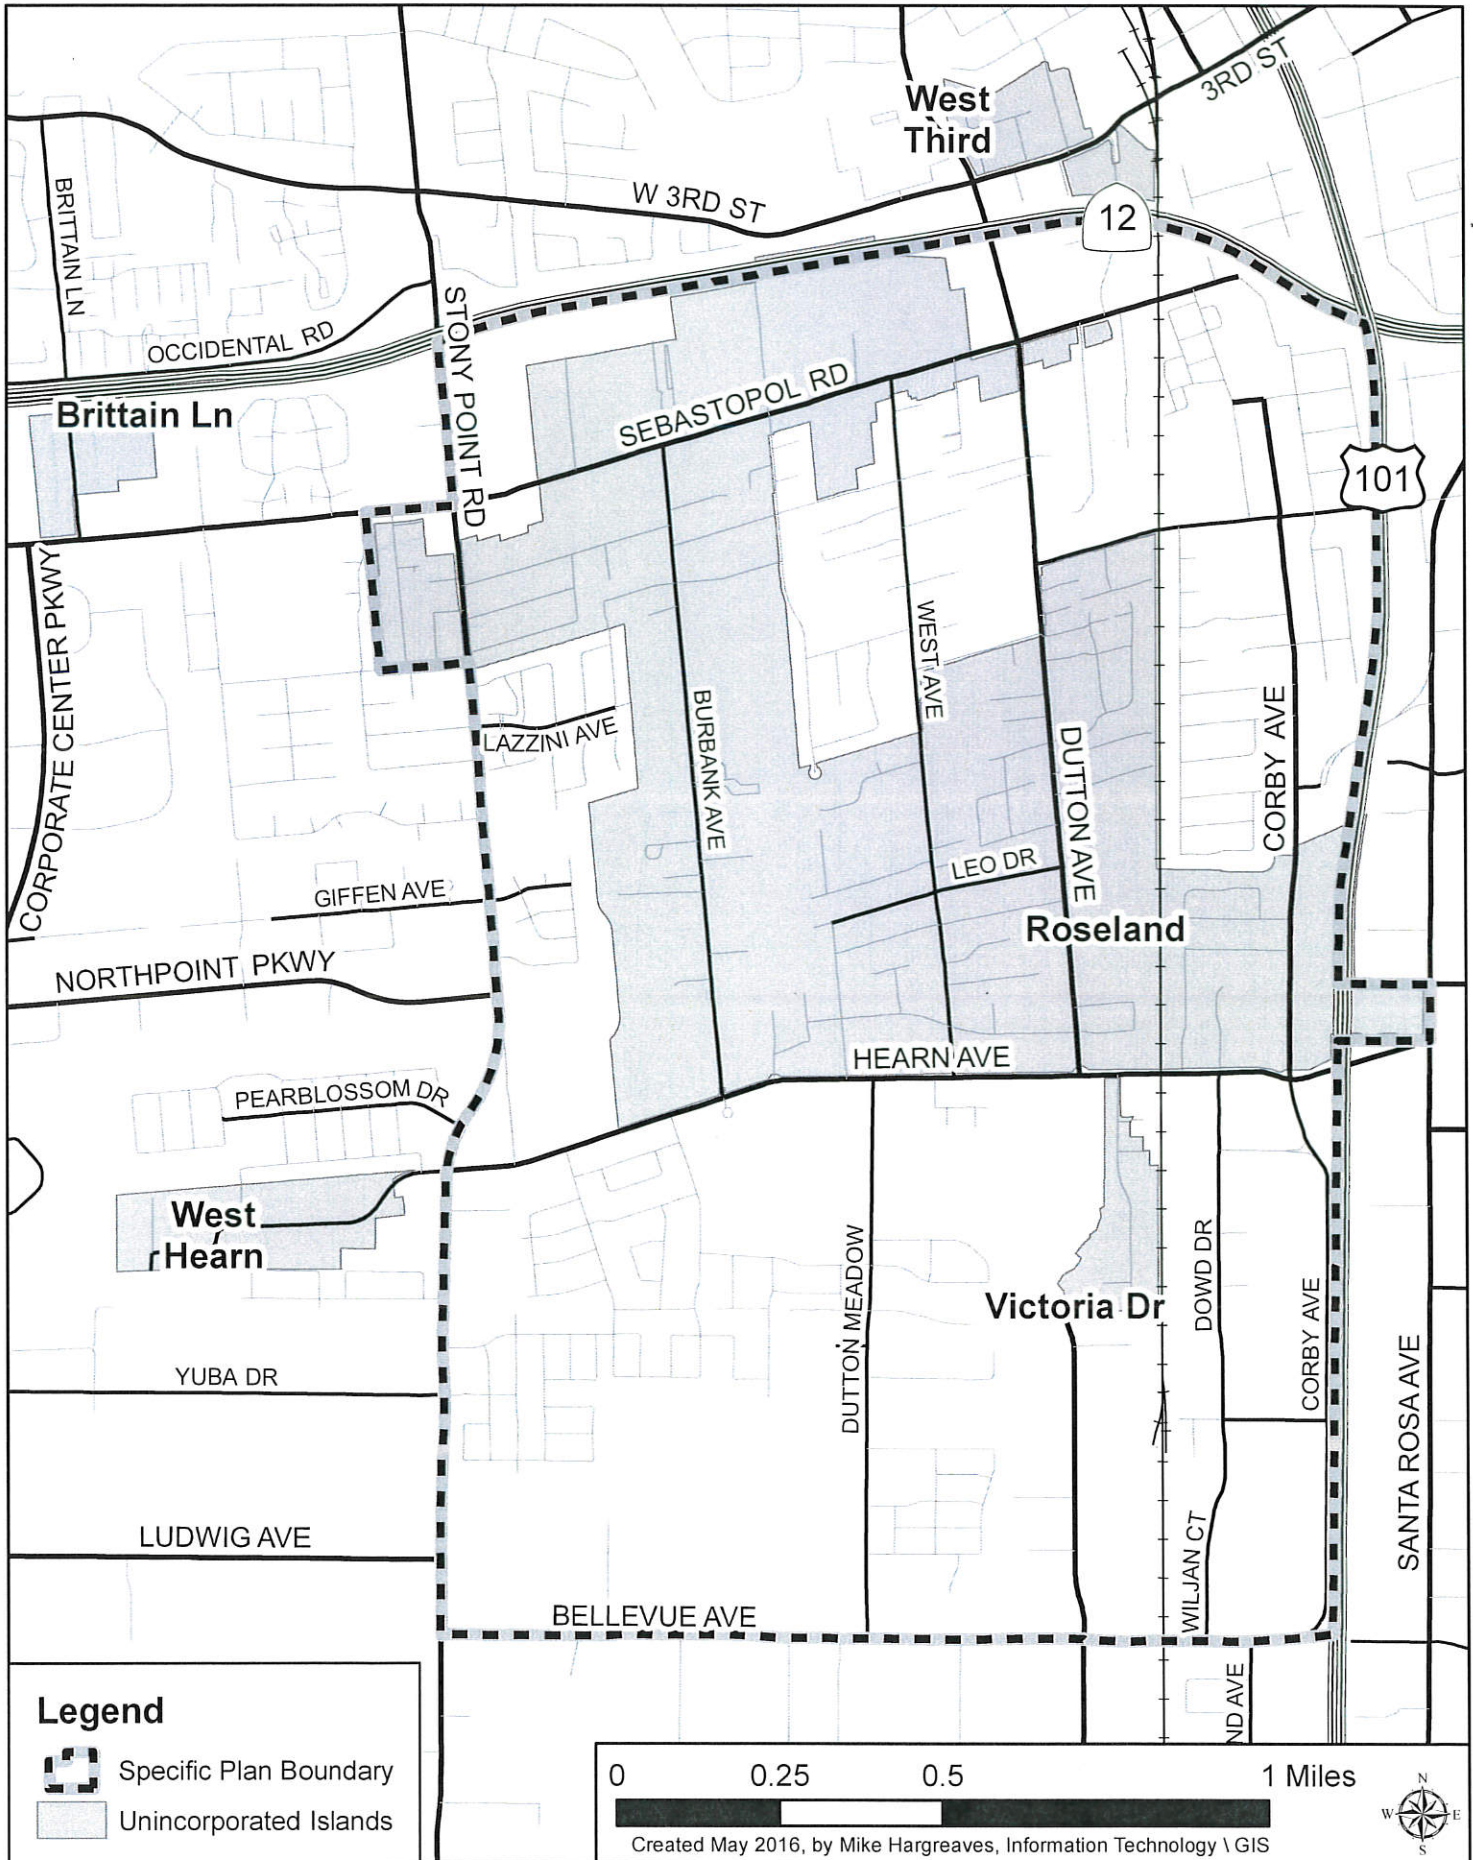 West
Third
3RD ST
W 3RD ST
12
BRITTAIN LN
OCCIDENTAL RD
STONY POINT RD
Brittain Ln
SEBASTOPOL RD
101
CORPORATE CENTER PKWY
WEST AVE
LAZZINI AVE
BURBANK AVE
DUTTON AVE
CORBY AVE
LEO DR
GIFFEN AVE
Roseland
NORTHPOINT PKWY
HEARN AVE
PEARBLOSSOM DR
West
Hearn
DUTTON MEADOW
DOWD DR
Victoria Dr
CORBY AVE
YUBA DR
SANTA ROSA AVE
LUDWIG AVE
WILJAN CT
BELLEVUE AVE
ND AVE
Legend
Specific Plan Boundary
Unincorporated Islands
0 0.25 0.5 1 Miles
Created May 2016, by Mike Hargreaves, Information Technology \ GIS
N
W E
S